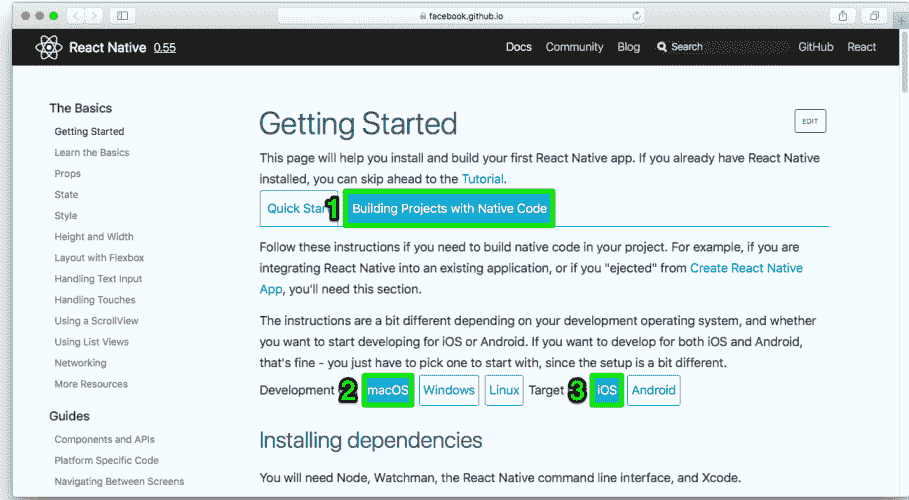 facebook.github.io
React Native 0.55
Docs Community Blog Search GitHub React
The Basics
Getting Started
Learn the Basics
Props
State
Style
Height and Width
Layout with Flexbox
Handling Text Input
Handling Touches
Using a ScrollView
Using List Views
Networking
More Resources
Guides
Components and APIs
Platform Specific Code
Navigating Between Screens
Getting Started
EDIT
This page will help you install and build your first React Native app. If you already have React Native
installed, you can skip ahead to the Tutorial.
Quick Start 1 Building Projects with Native Code
Follow these instructions if you need to build native code in your project. For example, if you are
integrating React Native into an existing application, or if you "ejected" from Create React Native
App, you'll need this section.
The instructions are a bit different depending on your development operating system, and whether
you want to start developing for iOS or Android. If you want to develop for both iOS and Android,
that's fine - you just have to pick one to start with, since the setup is a bit different.
Development 2 macOS Windows Linux Target 3 iOS Android
Installing dependencies
You will need Node, Watchman, the React Native command line interface, and Xcode.